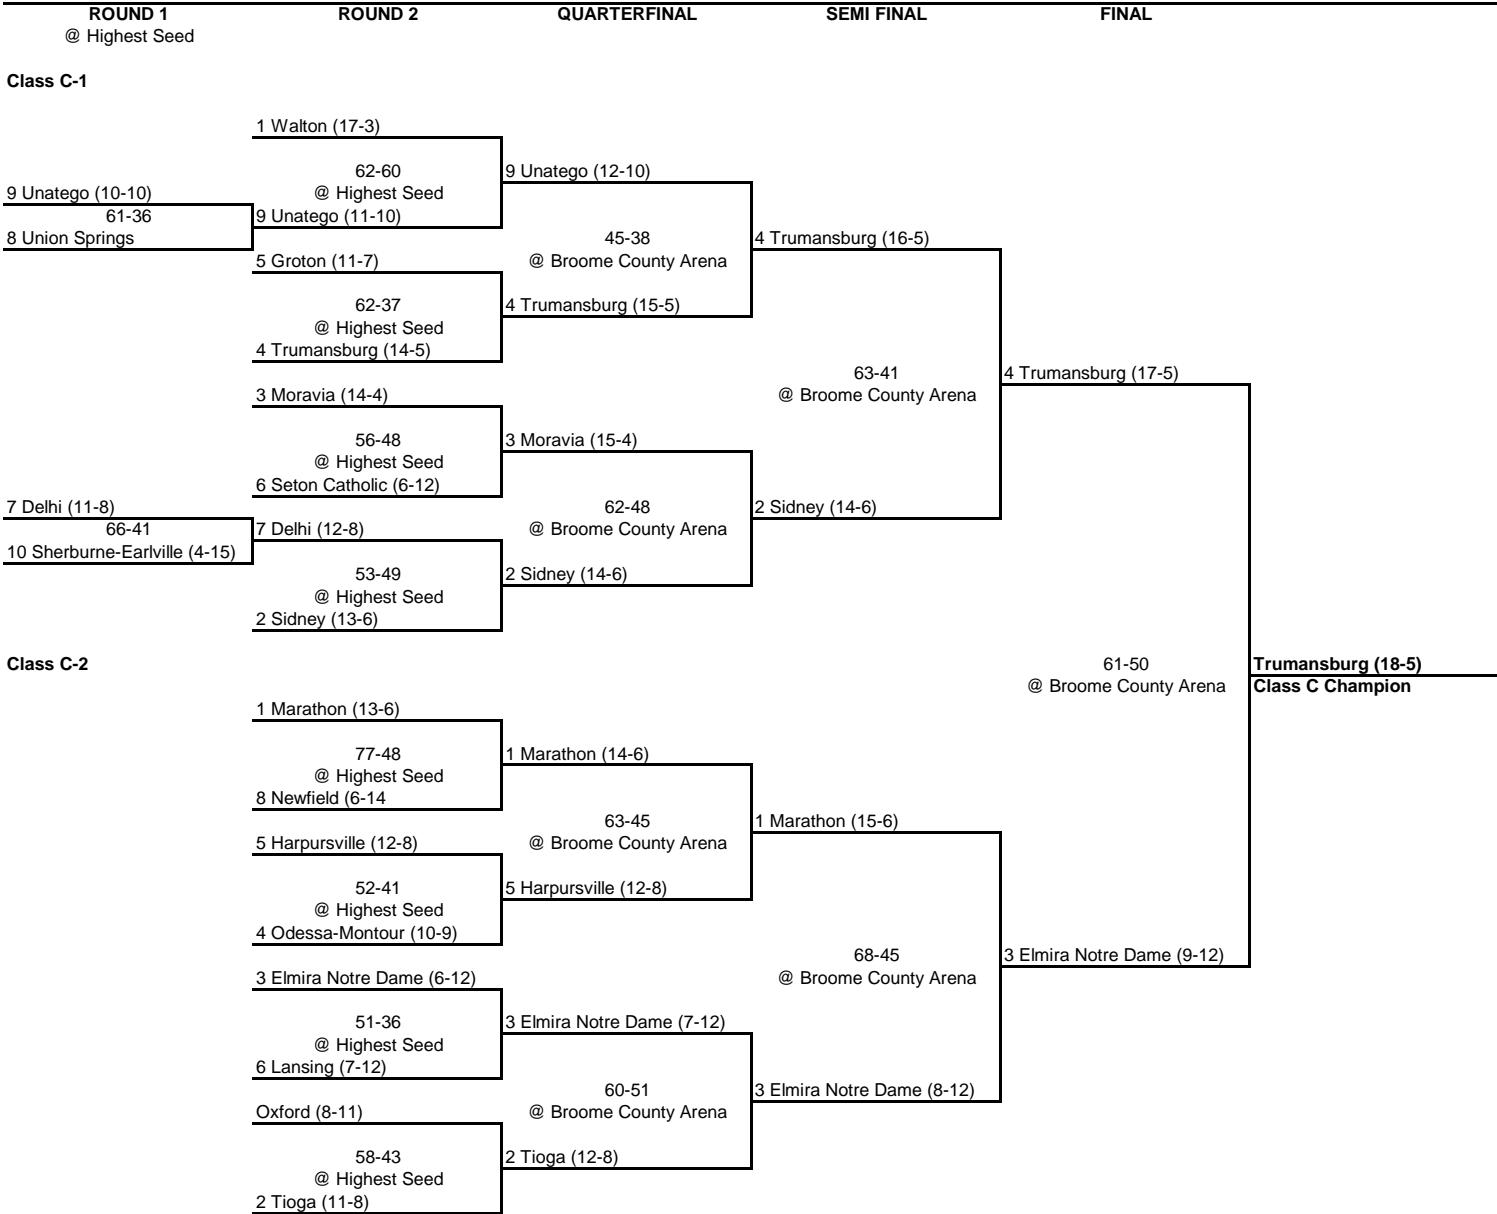 ROUND 1 ROUND 2 QUARTERFINAL SEMI FINAL FINAL
@ Highest Seed
Class C-1
1 Walton (17-3)
62-60 9 Unatego (12-10)
9 Unatego (10-10) @ Highest Seed
61-36 9 Unatego (11-10)
8 Union Springs 45-38 4 Trumansburg (16-5)
5 Groton (11-7) @ Broome County Arena
62-37 4 Trumansburg (15-5)
@ Highest Seed
4 Trumansburg (14-5)
63-41 4 Trumansburg (17-5)
3 Moravia (14-4) @ Broome County Arena
56-48 3 Moravia (15-4)
@ Highest Seed
6 Seton Catholic (6-12)
7 Delhi (11-8) 62-48 2 Sidney (14-6)
66-41 7 Delhi (12-8) @ Broome County Arena
10 Sherburne-Earlville (4-15)
53-49 2 Sidney (14-6)
@ Highest Seed
2 Sidney (13-6)
Class C-2 61-50 Trumansburg (18-5)
@ Broome County Arena Class C Champion
1 Marathon (13-6)
77-48 1 Marathon (14-6)
@ Highest Seed
8 Newfield (6-14
63-45 1 Marathon (15-6)
5 Harpursville (12-8) @ Broome County Arena
52-41 5 Harpursville (12-8)
@ Highest Seed
4 Odessa-Montour (10-9)
68-45 3 Elmira Notre Dame (9-12)
3 Elmira Notre Dame (6-12) @ Broome County Arena
51-36 3 Elmira Notre Dame (7-12)
@ Highest Seed
6 Lansing (7-12)
60-51 3 Elmira Notre Dame (8-12)
Oxford (8-11) @ Broome County Arena
58-43 2 Tioga (12-8)
@ Highest Seed
2 Tioga (11-8)